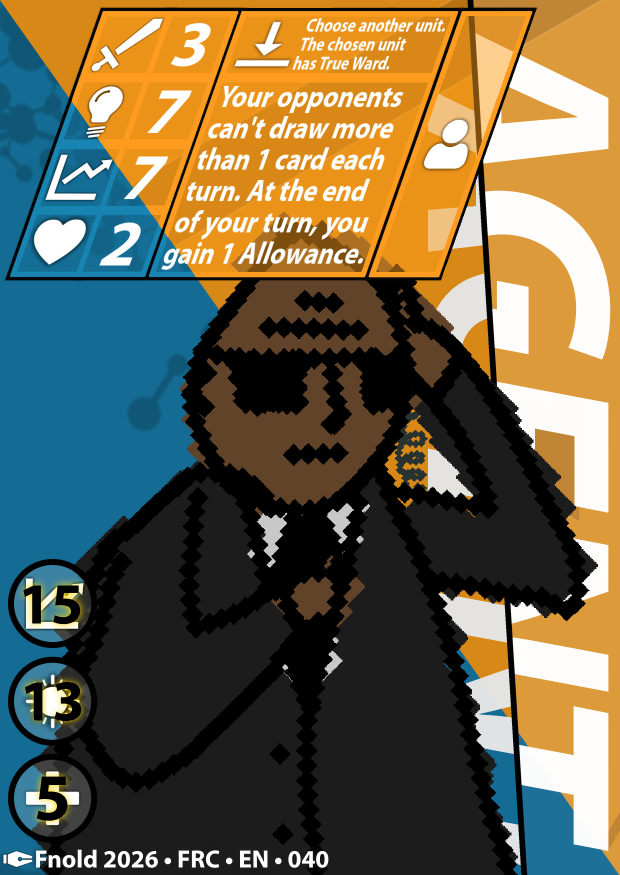 3
Choose another unit.
The chosen unit
has True Ward.
7
Your opponents
can't draw more
than 1 card each
turn. At the end
of your turn, you
gain 1 Allowance.
7
2
AGENT
15
13
5
Fnold 2026 • FRC • EN • 040